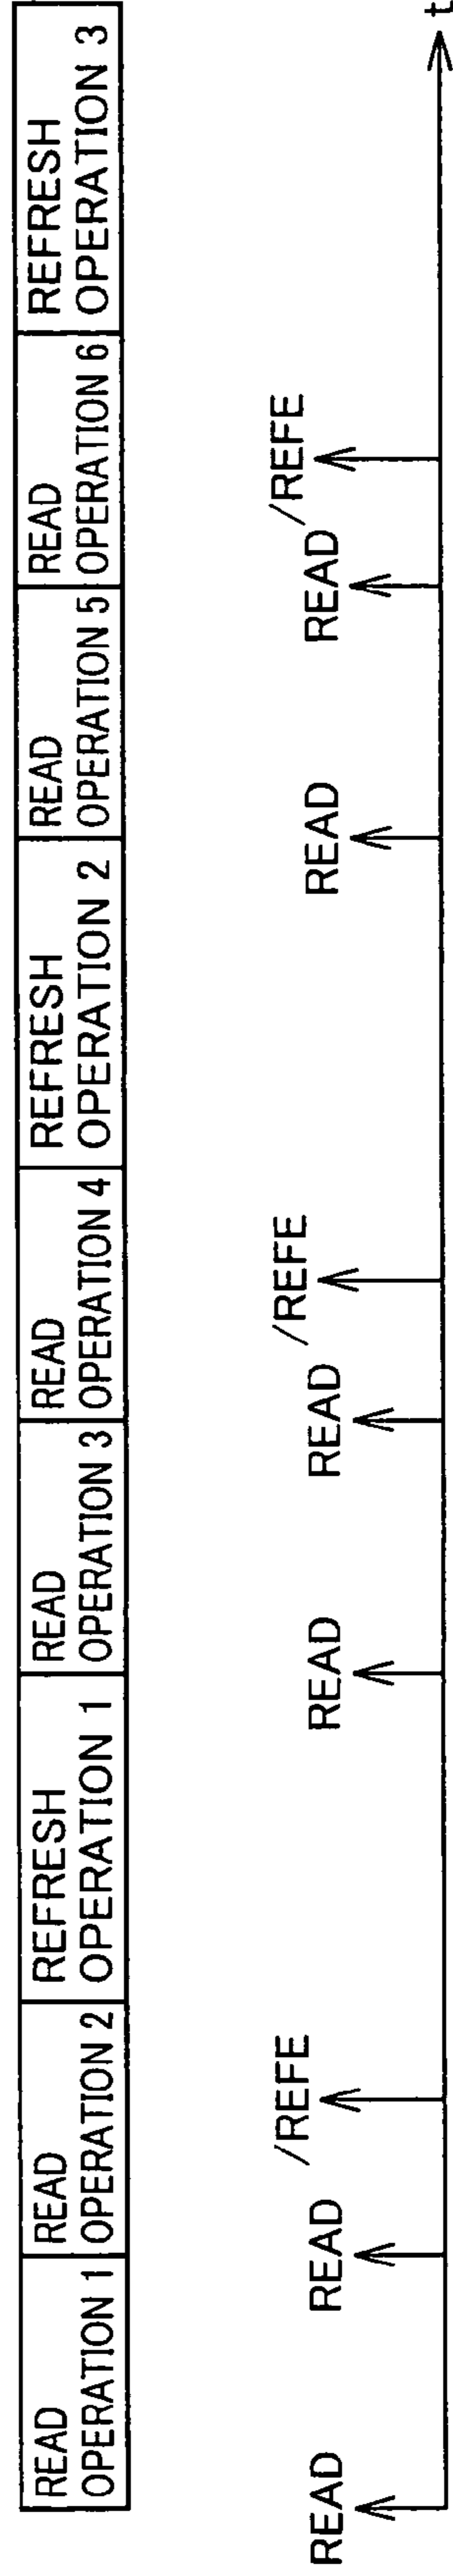 READ
OPERATION 1
READ
OPERATION 2
REFRESH
OPERATION 1
READ
OPERATION 3
READ
OPERATION 4
REFRESH
OPERATION 2
READ
OPERATION 5
READ
OPERATION 6
REFRESH
OPERATION 3
READ
READ
/REFE
READ
READ
/REFE
READ
READ
/REFE
t